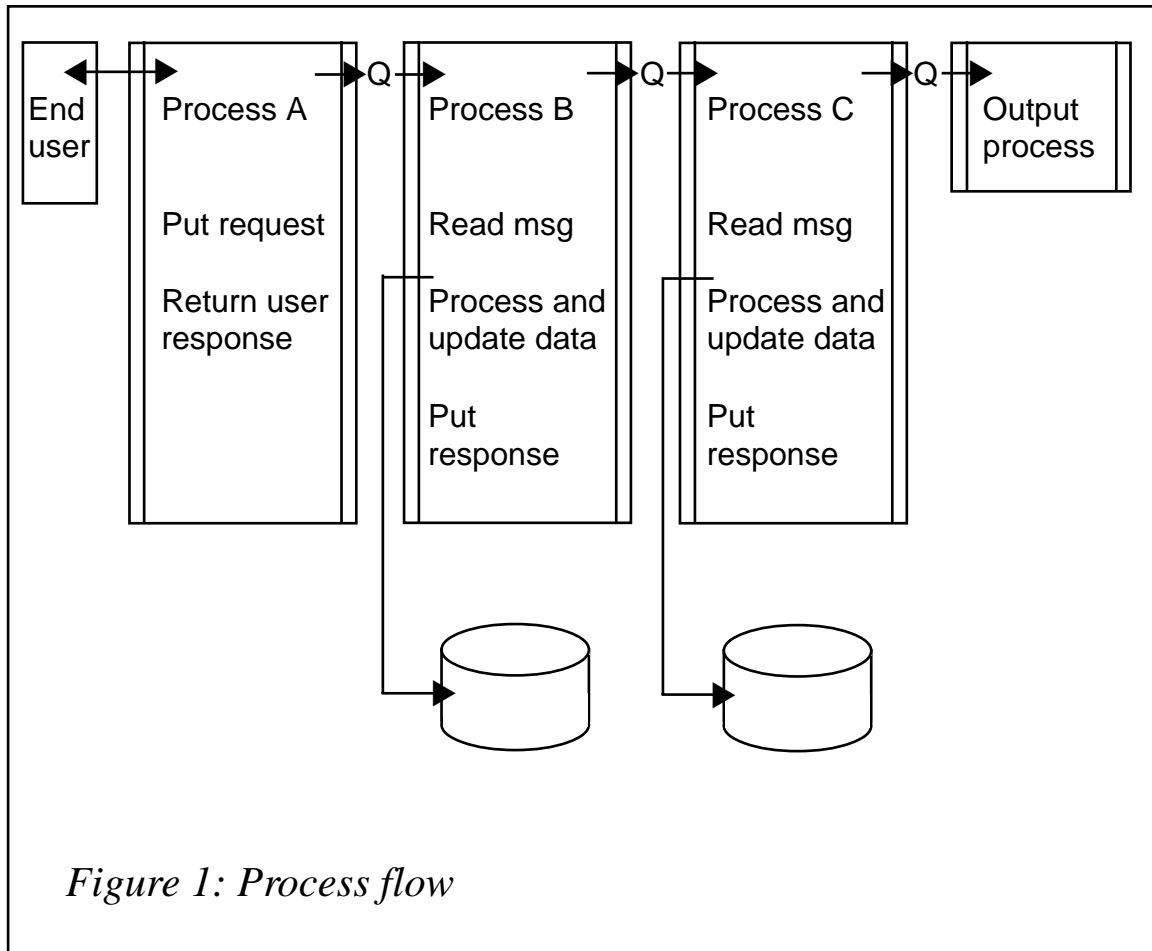 End
user
Process A
Put request
Return user
response
Q
Process B
Read msg
Process and
update data
Put
response
Q
Process C
Read msg
Process and
update data
Put
response
Q
Output
process
Figure 1: Process flow